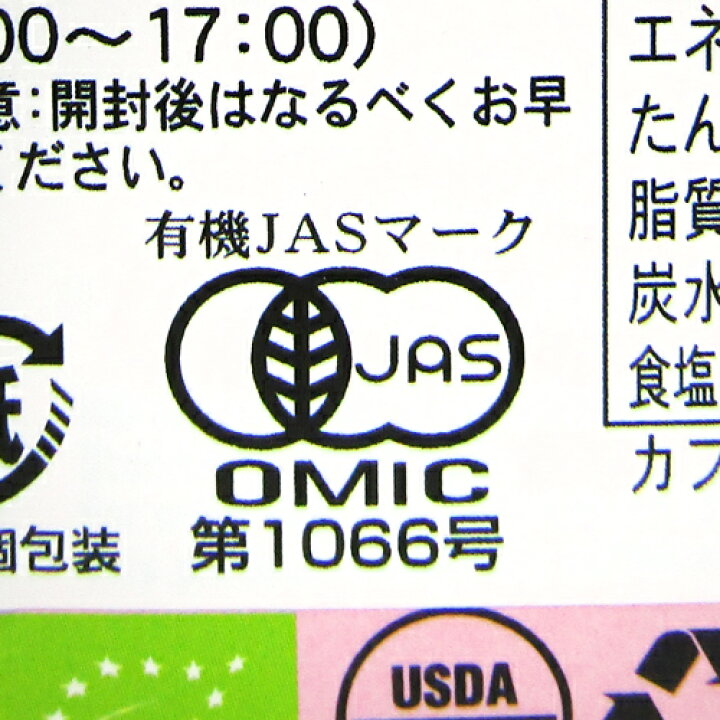 00～17:00)
意:開封後はなるべくお早
ください。
有機JASマーク
JAS
OMIC
第1066号
紙
個包装
エネ
たん
脂質
炭水
食塩
カフ
USDA